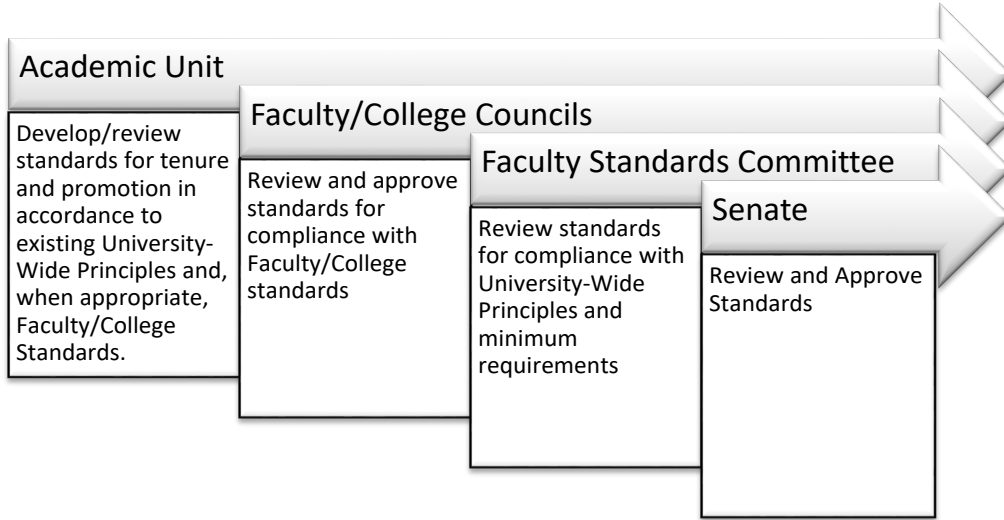 Academic Unit
Develop/review
standards for tenure
and promotion in
accordance to
existing University-
Wide Principles and,
when appropriate,
Faculty/College
Standards.
Faculty/College Councils
Review and approve
standards for
compliance with
Faculty/College
standards
Faculty Standards Committee
Review standards
for compliance with
University-Wide
Principles and
minimum
requirements
Senate
Review and Approve
Standards